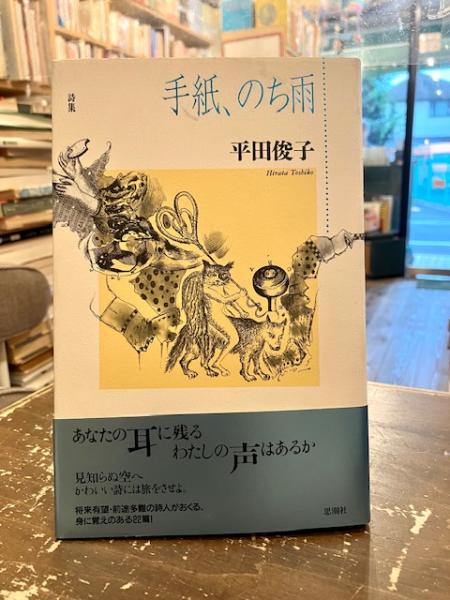 詩集
手紙、のち雨
平田俊子
Hirata Toshiko
あなたの耳に残る
わたしの声はあるか
見知らぬ空へ
かわいい詩には旅をさせよ。
将来有望・前途多難の詩人がおくる、
身に覚えのある22篇!
思潮社